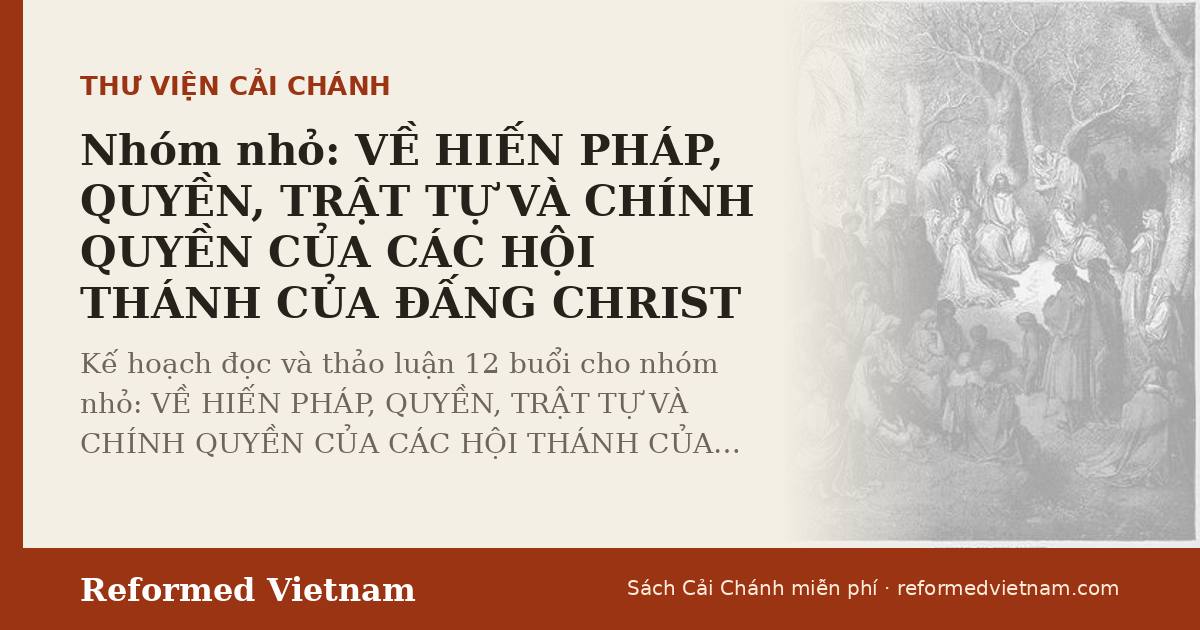 THƯ VIỆN CẢI CHÁNH
Nhóm nhỏ: VỀ HIẾN PHÁP,
QUYỀN, TRẬT TỰ VÀ CHÍNH
QUYỀN CỦA CÁC HỘI
THÁNH CỦA ĐẤNG CHRIST
Kế hoạch đọc và thảo luận 12 buổi cho nhóm
nhỏ: VỀ HIẾN PHÁP, QUYỀN, TRẬT TỰ VÀ
CHÍNH QUYỀN CỦA CÁC HỘI THÁNH CỦA...
Reformed Vietnam
Sách Cải Chánh miễn phí · reformedvietnam.com